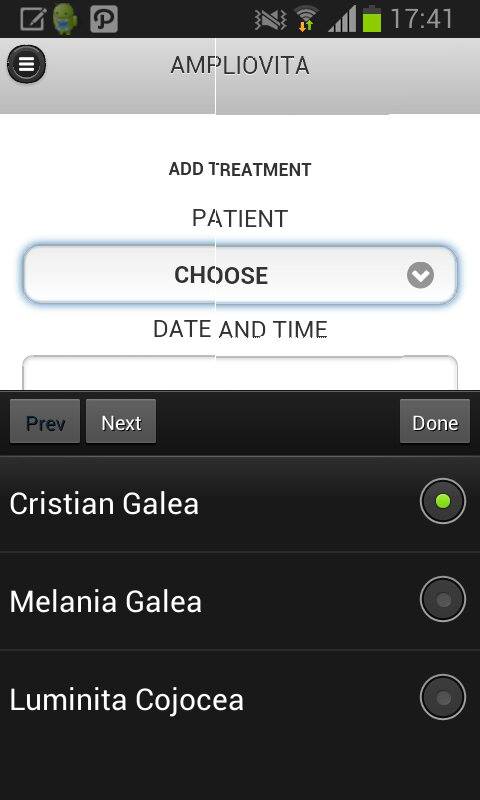 17:41
AMPLIOVITA
ADD TREATMENT
PATIENT
CHOOSE
DATE AND TIME
Prev Next Done
Cristian Galea
Melania Galea
Luminita Cojocea